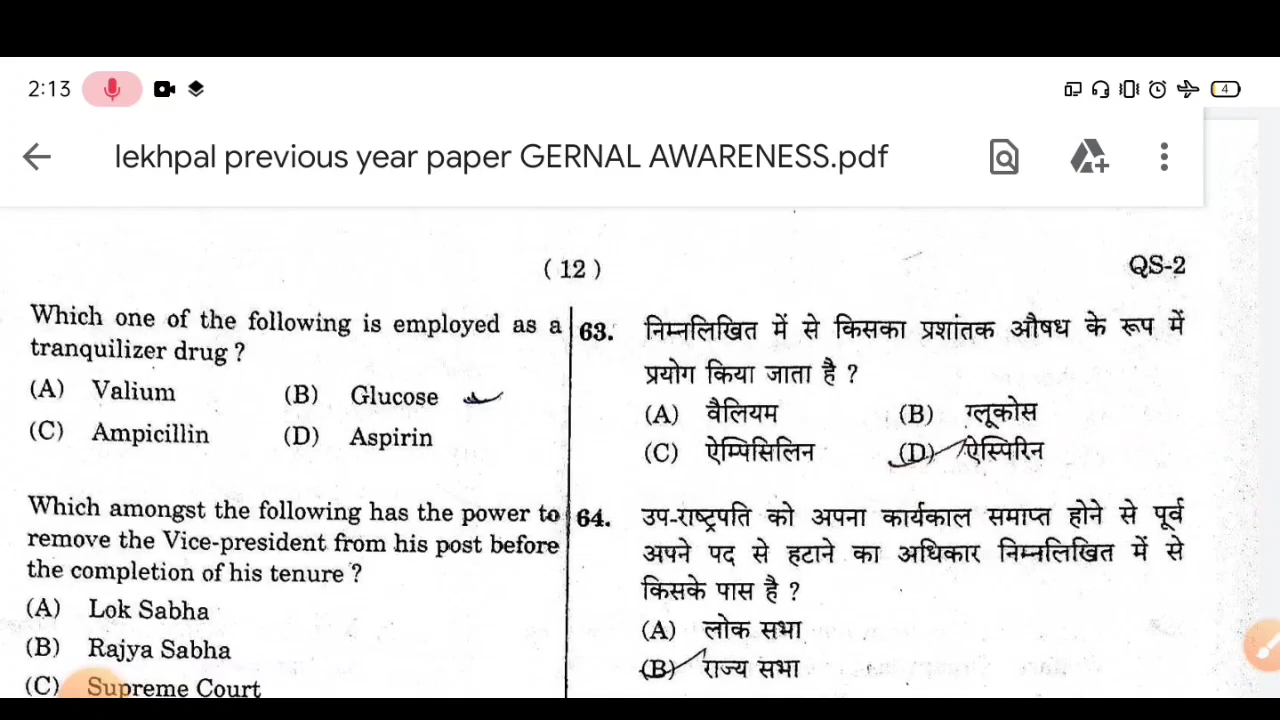 2:13
4
lekhpal previous year paper GERNAL AWARENESS.pdf
( 12 )
QS-2
Which one of the following is employed as a
tranquilizer drug ?
(A) Valium (B) Glucose
(C) Ampicillin (D) Aspirin
Which amongst the following has the power to
remove the Vice-president from his post before
the completion of his tenure ?
(A) Lok Sabha
(B) Rajya Sabha
(C) Supreme Court
63. निम्नलिखित में से किसका प्रशांतक औषध के रूप में
प्रयोग किया जाता है ?
(A) वैलियम (B) ग्लूकोस
(C) ऐम्पिसिलिन (D) ऐस्पिरिन
64. उप-राष्ट्रपति को अपना कार्यकाल समाप्त होने से पूर्व
अपने पद से हटाने का अधिकार निम्नलिखित में से
किसके पास है ?
(A) लोक सभा
(B) राज्य सभा